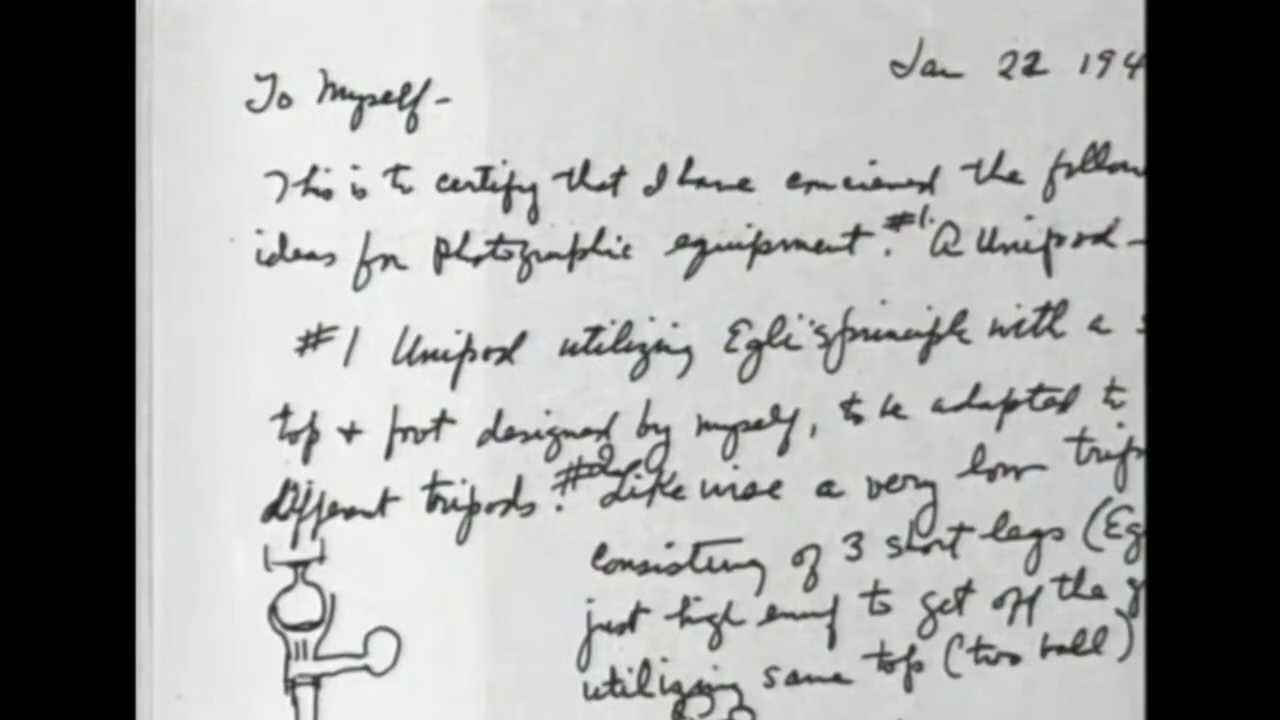 Jan 22 194
To Myself-
This is to certify that I have concieved the follow
ideas for photographic equipment. #1. A Unipod -
#1 Unipod utilizing Egli's principle with a
top + foot designed by myself, to be adapted to
different tripods. #2. Likewise a very low trip
consisting of 3 short legs (Eg
just high enuf to get off the g
utilizing same top (two ball)